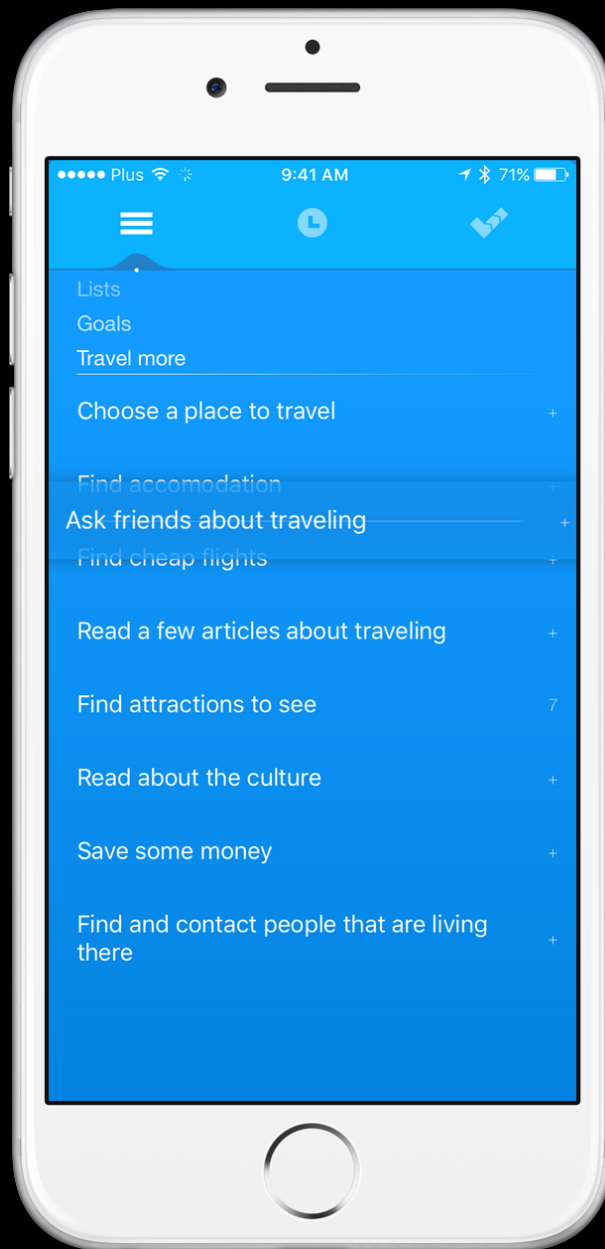 Plus 9:41 AM 71%
Lists
Goals
Travel more
Choose a place to travel +
Find accomodation +
Ask friends about traveling +
Find cheap flights +
Read a few articles about traveling +
Find attractions to see 7
Read about the culture +
Save some money +
Find and contact people that are living
there +